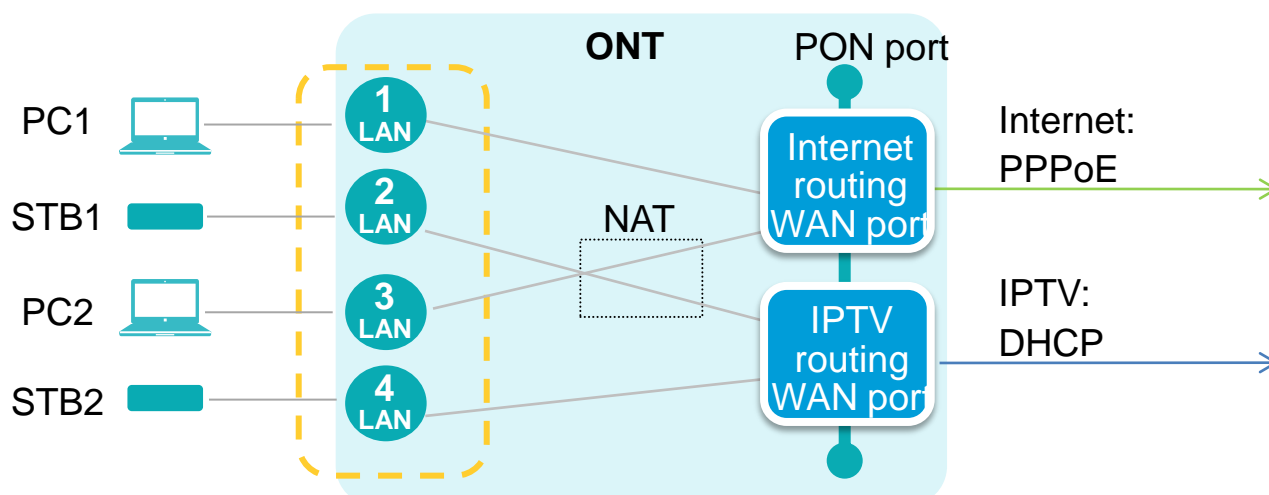 ONT
PON port
PC1
1
LAN
Internet
routing
WAN port
Internet:
PPPoE
STB1
2
LAN
NAT
PC2
3
LAN
IPTV
routing
WAN port
IPTV:
DHCP
STB2
4
LAN